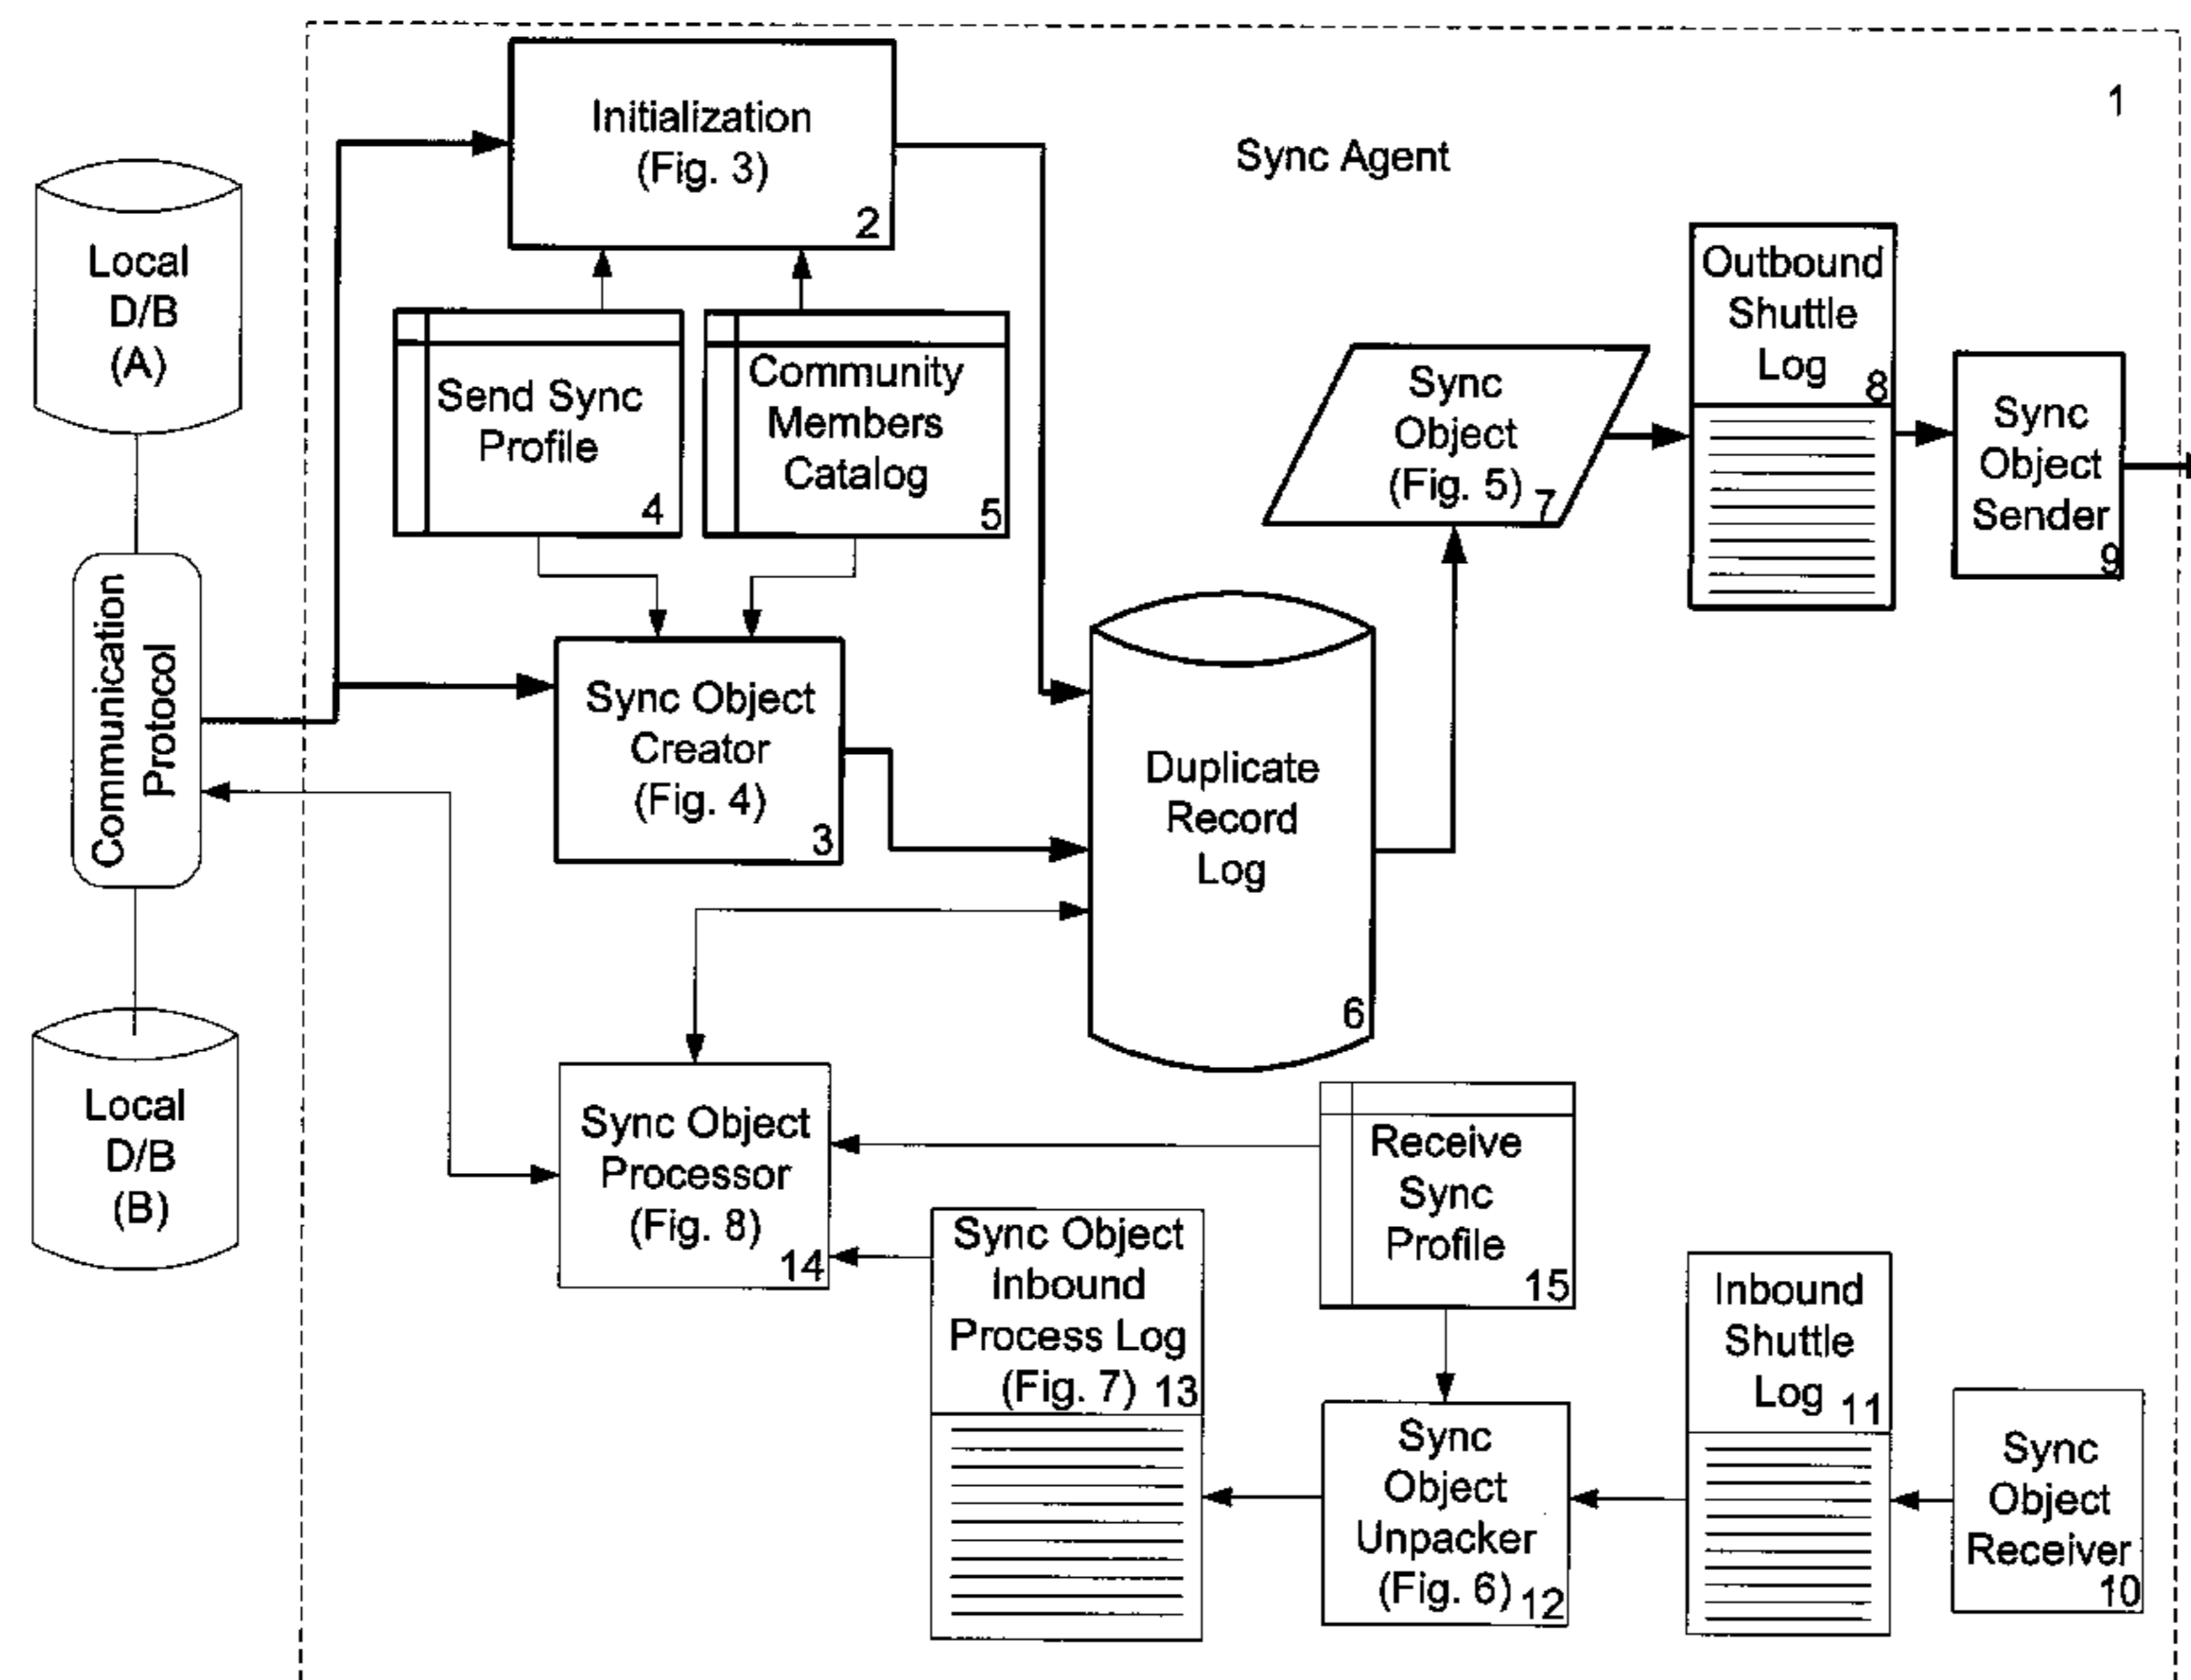 1
Sync Agent
Initialization
(Fig. 3)
2
Local
D/B
(A)
Send Sync
Profile
4
Community
Members
Catalog
5
Outbound
Shuttle
Log
8
Sync
Object
(Fig. 5)
7
Sync
Object
Sender
9
Communication
Protocol
Sync Object
Creator
(Fig. 4)
3
Duplicate
Record
Log
6
Local
D/B
(B)
Sync Object
Processor
(Fig. 8)
14
Receive
Sync
Profile
15
Sync Object
Inbound
Process Log
(Fig. 7)
13
Sync
Object
Unpacker
(Fig. 6)
12
Inbound
Shuttle
Log
11
Sync
Object
Receiver
10